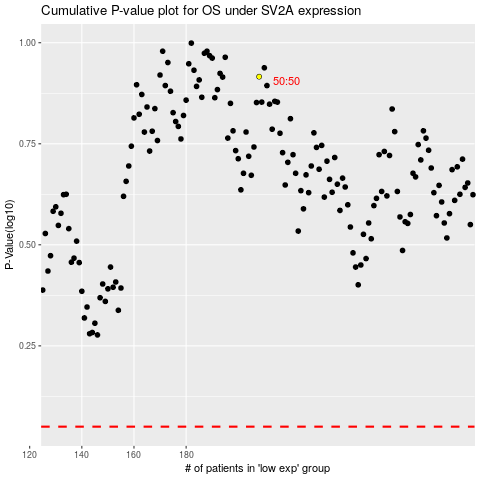 Cumulative P-value plot for OS under SV2A expression
1.00
50:50
0.75
P-Value(log10)
0.50
0.25
120 140 160 180
# of patients in 'low exp' group